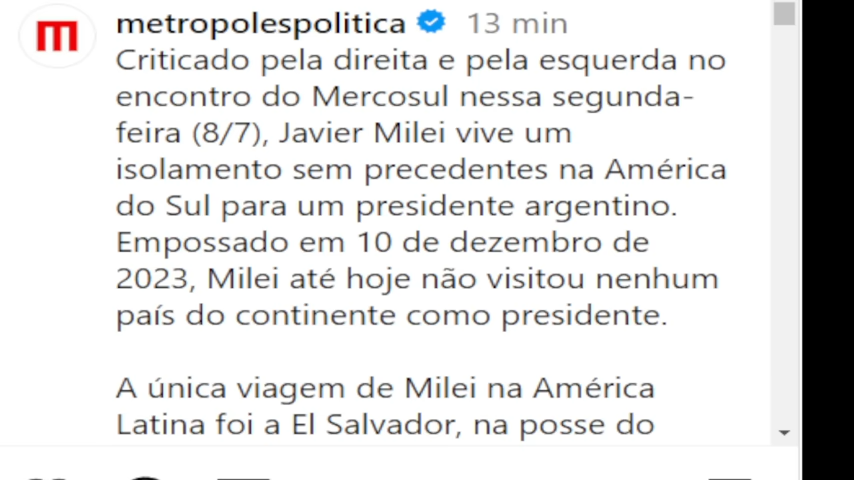 metropolespolitica 13 min
Criticado pela direita e pela esquerda no
encontro do Mercosul nessa segunda-
feira (8/7), Javier Milei vive um
isolamento sem precedentes na América
do Sul para um presidente argentino.
Empossado em 10 de dezembro de
2023, Milei até hoje não visitou nenhum
país do continente como presidente.
A única viagem de Milei na América
Latina foi a El Salvador, na posse do